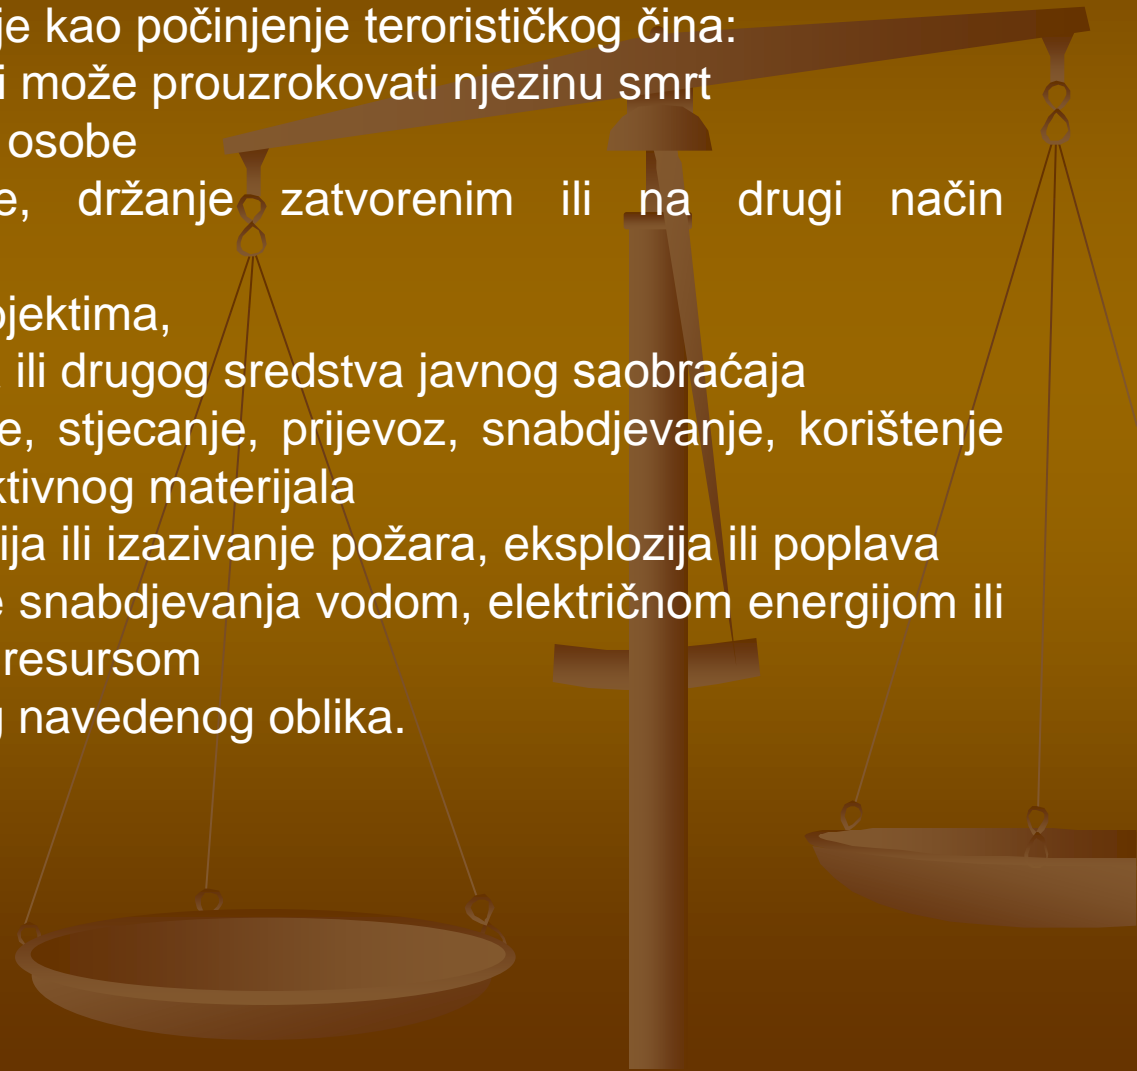 je kao počinjenje terorističkog čina:
i može prouzrokovati njezinu smrt
osobe
e, držanje zatvorenim ili na drugi način
jektima,
ili drugog sredstva javnog saobraćaja
e, stjecanje, prijevoz, snabdjevanje, korištenje
ktivnog materijala
ija ili izazivanje požara, eksplozija ili poplava
e snabdjevanja vodom, električnom energijom ili
resursom
g navedenog oblika.